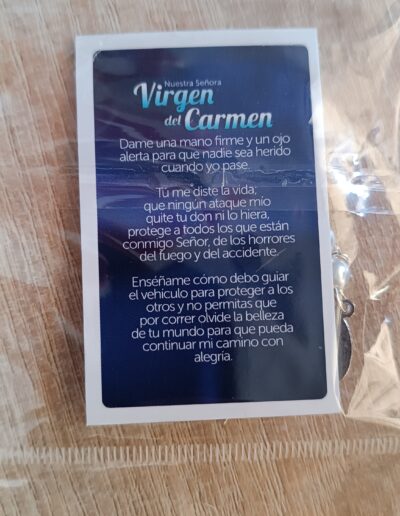 Nuestra Señora
Virgen
del Carmen
Dame una mano firme y un ojo
alerta para que nadie sea herido
cuando yo pase.
Tú me diste la vida;
que ningún ataque mío
quite tu don ni lo hiera,
protege a todos los que están
conmigo Señor, de los horrores
del fuego y del accidente.
Enséñame cómo debo guiar
el vehículo para proteger a los
otros y no permitas que
por correr olvide la belleza
de tu mundo para que pueda
continuar mi camino con
alegría.